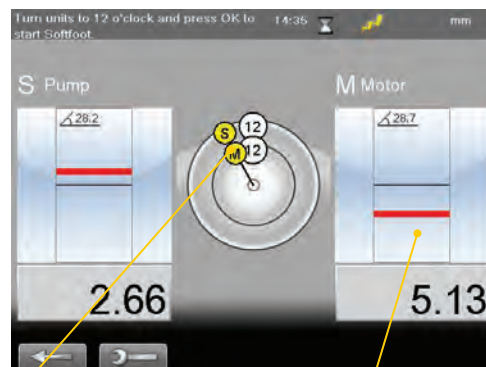 Turn units to 12 o'clock and press OK to
start Softfoot.
14:35
mm
S Pump
M Motor
28.2
28.7
S
12
M
12
2.66
5.13